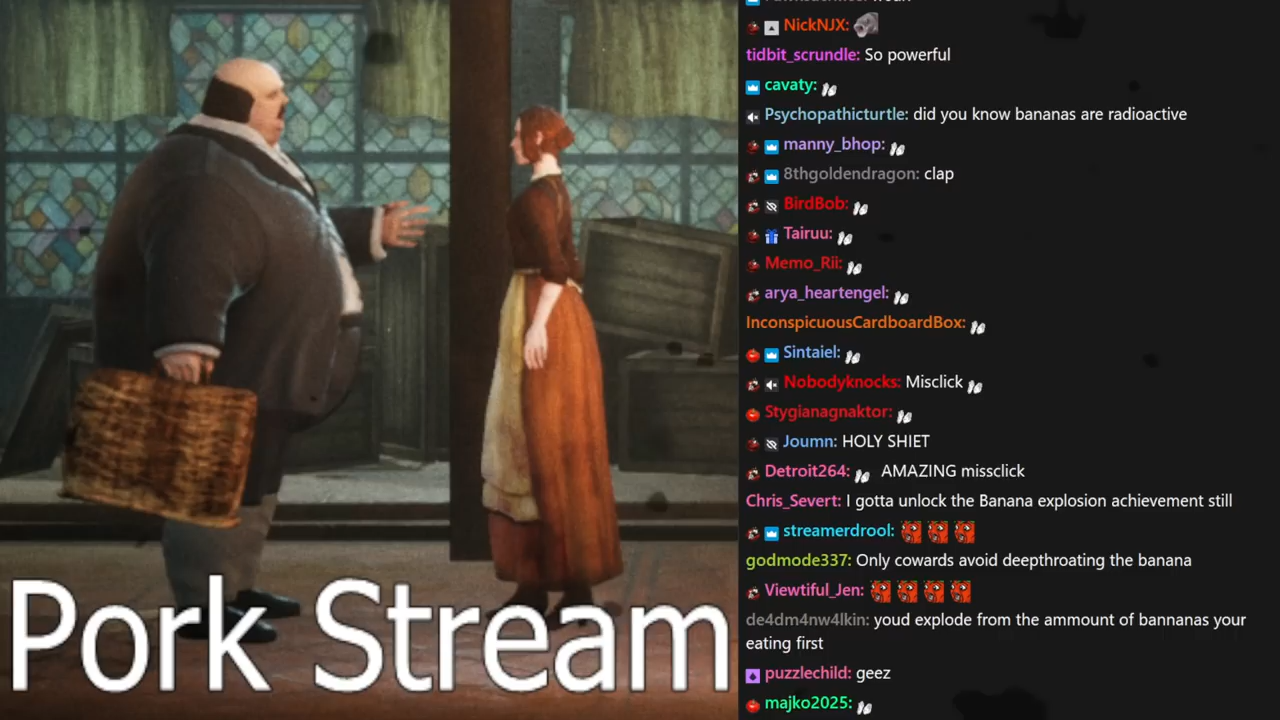 NickNJX:
tidbit_scrundle: So powerful
cavaty:
Psychopathicturtle: did you know bananas are radioactive
manny_bhop:
8thgoldendragon: clap
BirdBob:
Tairuu:
Memo_Rii:
arya_heartengel:
InconspicuousCardboardBox:
Sintaiel:
Nobodyknocks: Misclick
Stygianagnaktor:
Joumn: HOLY SHIET
Detroit264: AMAZING missclick
Chris_Severt: I gotta unlock the Banana explosion achievement still
streamerdrool:
godmode337: Only cowards avoid deepthroating the banana
Viewtiful_Jen:
de4dm4nw4lkin: youd explode from the ammount of bannanas your
eating first
puzzlechild: geez
majko2025:
Pork Stream